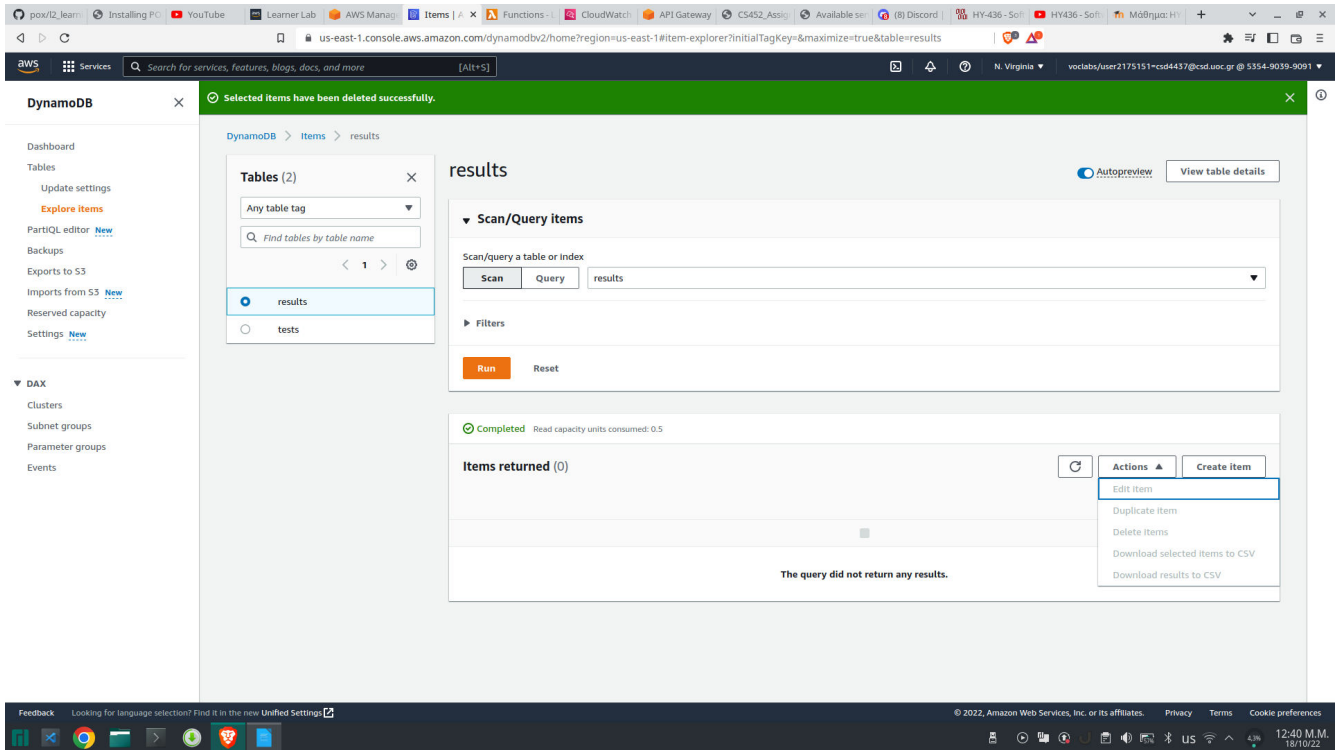 pox/l2_learn
Installing PO
YouTube
Learner Lab
AWS Manage
Items | A
Functions - L
CloudWatch
API Gateway
CS452_Assig
Available ser
(8) Discord |
HY-436 - Soft
HY436 - Soft
Μάθημα: HY
us-east-1.console.aws.amazon.com/dynamodbv2/home?region=us-east-1#item-explorer?initialTagKey=&maximize=true&table=results
aws
Services
Search for services, features, blogs, docs, and more
[Alt+S]
N. Virginia
voclabs/user2175151=csd4437@csd.uoc.gr @ 5354-9039-9091
DynamoDB
Selected items have been deleted successfully.
Dashboard
Tables
Update settings
Explore items
PartiQL editor New
Backups
Exports to S3
Imports from S3 New
Reserved capacity
Settings New
DAX
Clusters
Subnet groups
Parameter groups
Events
DynamoDB > Items > results
Tables (2)
Any table tag
Find tables by table name
1
results
tests
results
Autopreview
View table details
Scan/Query items
Scan/query a table or index
Scan
Query
results
Filters
Run
Reset
Completed Read capacity units consumed: 0.5
Items returned (0)
Actions
Create item
Edit item
Duplicate item
Delete items
Download selected items to CSV
Download results to CSV
The query did not return any results.
Feedback
Looking for language selection? Find it in the new Unified Settings
© 2022, Amazon Web Services, Inc. or its affiliates.
Privacy
Terms
Cookie preferences
US
43%
12:40 Μ.Μ.
18/10/22